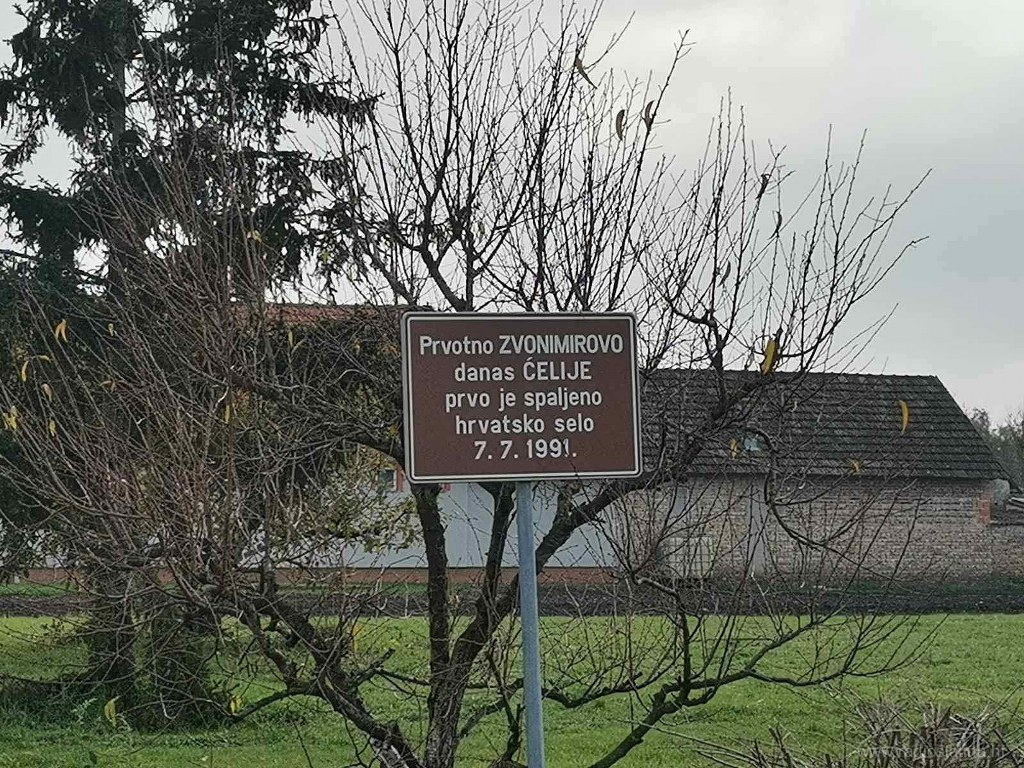 Prvotno ZVONIMIROVO
danas ĆELIJE
prvo je spaljeno
hrvatsko selo
7. 7. 1991.